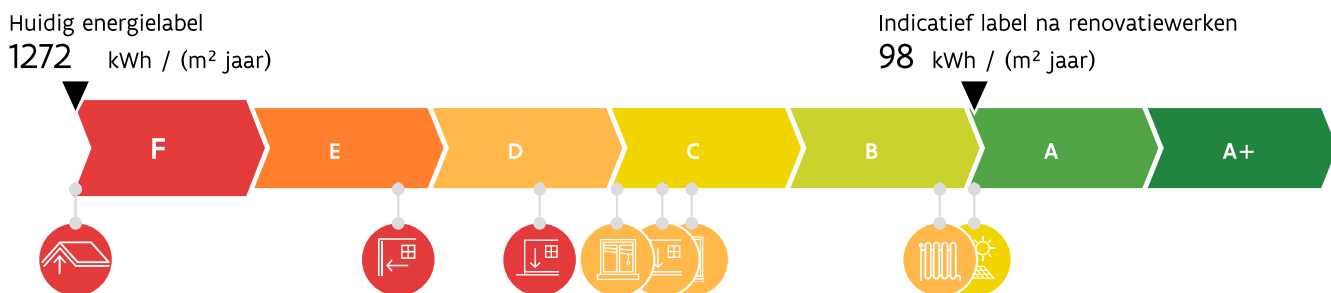 Huidig energielabel
1272 kWh / (m² jaar)
Indicatief label na renovatiewerken
98 kWh / (m² jaar)
F E D C B A A+